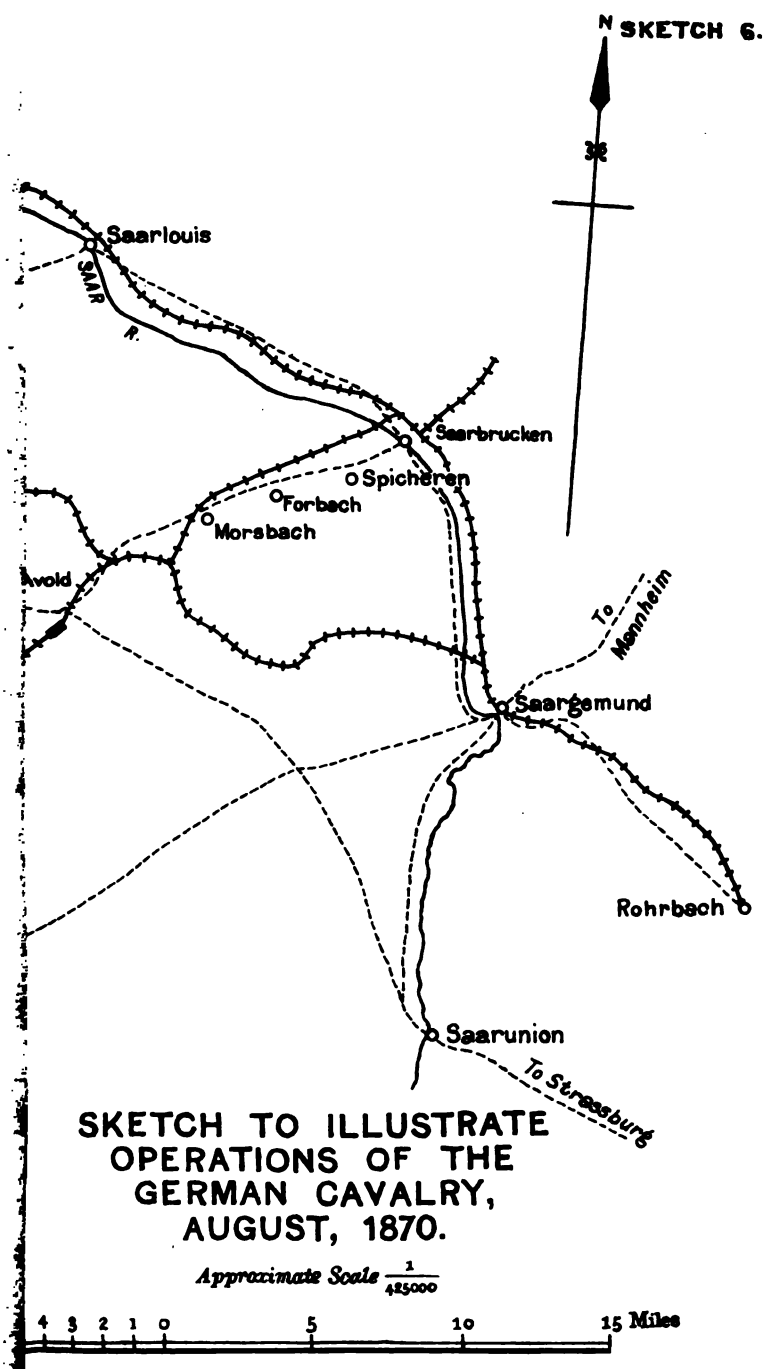 N SKETCH 6.
Saarlouis
SAAR
R.
Saarbrucken
Spicheren
Forbach
Morsbach
Avold
To
Mannheim
Saargemund
Rohrbach
Saarunion
To Strassburg
SKETCH TO ILLUSTRATE
OPERATIONS OF THE
GERMAN CAVALRY,
AUGUST, 1870.
Approximate Scale 1/425000
4 3 2 1 0 5 10 15 Miles